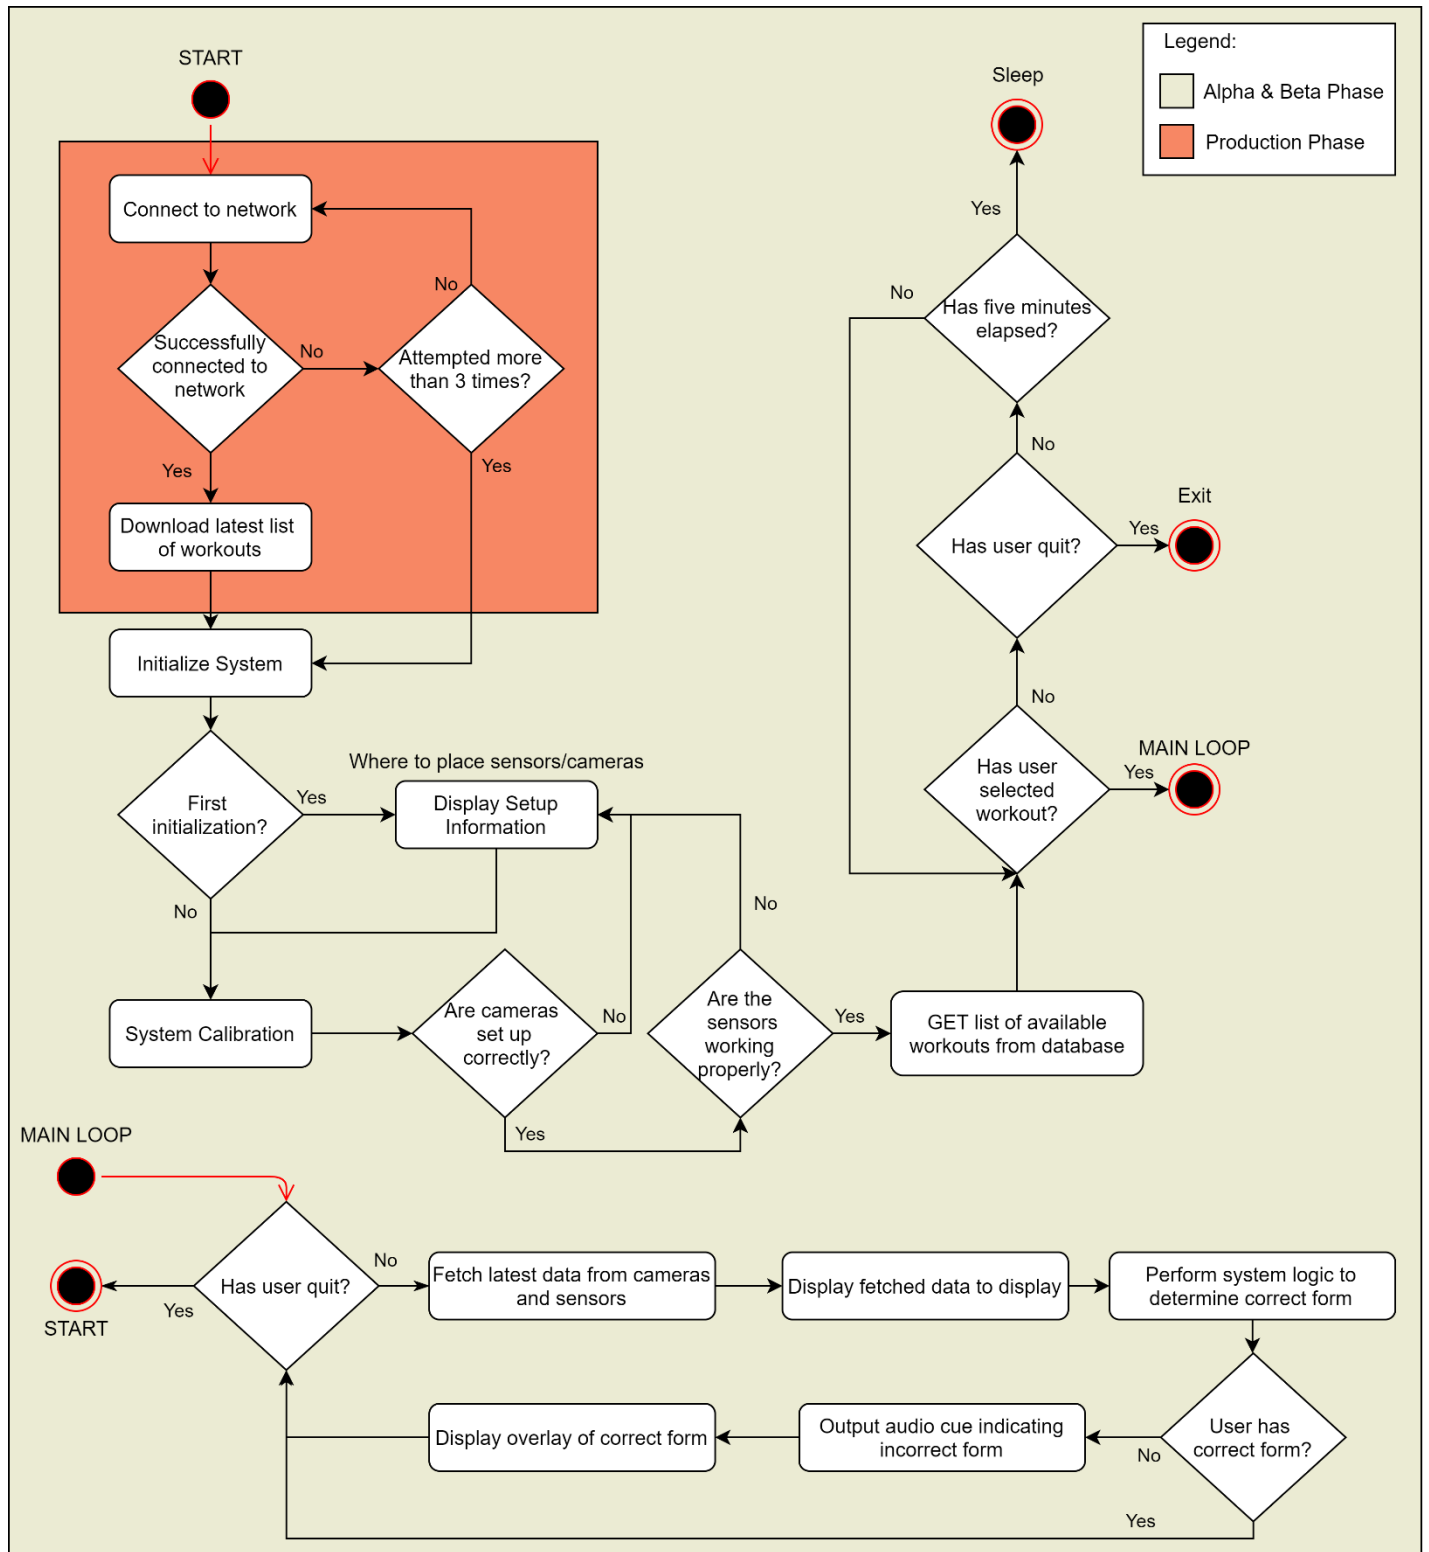 START
Legend:
Alpha & Beta Phase
Production Phase
Sleep
Connect to network
Yes
No
Successfully
connected to
network
No
Attempted more
than 3 times?
No
Has five minutes
elapsed?
Yes
Yes
Download latest list
of workouts
No
Has user quit?
Yes
Exit
Initialize System
No
Has user
selected
workout?
Yes
MAIN LOOP
First
initialization?
Yes
Where to place sensors/cameras
Display Setup
Information
No
No
System Calibration
Are cameras
set up
correctly?
No
Yes
Are the
sensors
working
properly?
Yes
GET list of available
workouts from database
MAIN LOOP
START
Has user quit?
Yes
No
Fetch latest data from cameras
and sensors
Display fetched data to display
Perform system logic to
determine correct form
User has
correct form?
No
Output audio cue indicating
incorrect form
Display overlay of correct form
Yes